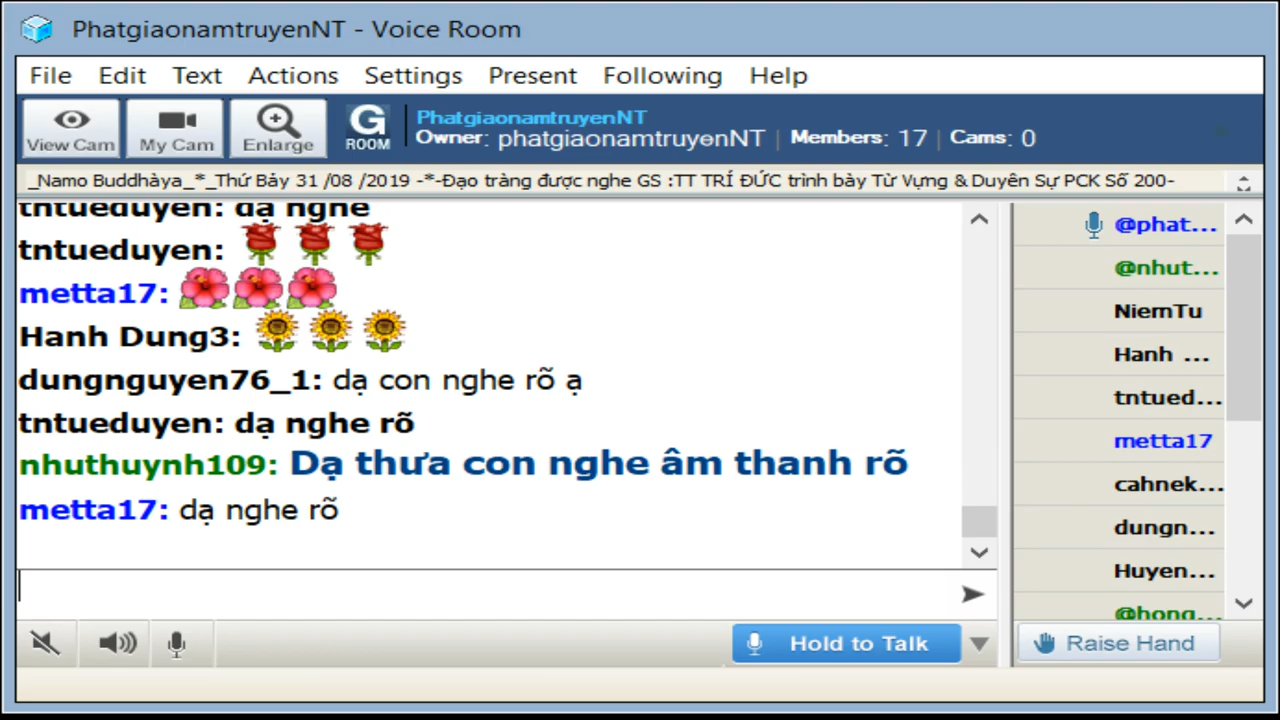 PhatgiaonamtruyenNT - Voice Room
File Edit Text Actions Settings Present Following Help
View Cam My Cam Enlarge G ROOM
PhatgiaonamtruyenNT
Owner: phatgiaonamtruyenNT | Members: 17 | Cams: 0
_Namo Buddhàya_*_Thứ Bảy 31 /08 /2019 -*-Đạo tràng được nghe GS :TT TRÍ ĐỨC trình bày Từ Vựng & Duyên Sự PCK Số 200-
tntueduyen: dạ nghe
tntueduyen:
metta17:
Hanh Dung3:
dungnguyen76_1: dạ con nghe rõ ạ
tntueduyen: dạ nghe rõ
nhuthuynh109: Dạ thưa con nghe âm thanh rõ
metta17: dạ nghe rõ
@phat...
@nhut...
NiemTu
Hanh ...
tntued...
metta17
cahnek...
dungn...
Huyen...
@hong...
Hold to Talk
Raise Hand